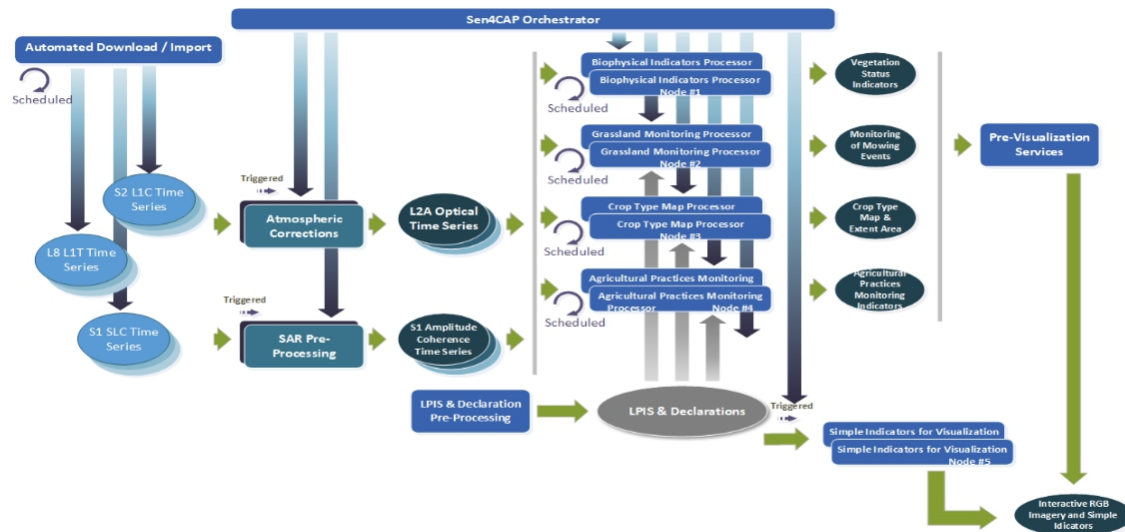 Sen4CAP Orchestrator
Automated Download / Import
Scheduled
S2 L1C Time
Series
L8 L1T Time
Series
S1 SLC Time
Series
Triggered
Atmospheric
Corrections
Triggered
SAR Pre-
Processing
L2A Optical
Time Series
S1 Amplitude
Coherence
Time Series
LPIS & Declaration
Pre-Processing
Biophysical Indicators Processor
Biophysical Indicators Processor
Node #1
Scheduled
Grassland Monitoring Processor
Grassland Monitoring Processor
Node #2
Scheduled
Crop Type Map Processor
Crop Type Map Processor
Node #3
Scheduled
Agricultural Practices Monitoring
Agricultural Practices Monitoring
Processor Node #4
Scheduled
LPIS & Declarations
Triggered
Vegetation
Status
Indicators
Monitoring
of Mowing
Events
Crop Type
Map &
Extent Area
Agricultural
Practices
Monitoring
Indicators
Pre-Visualization
Services
Simple Indicators for Visualization
Simple Indicators for Visualization
Node #5
Interactive RGB
Imagery and Simple
Idicators